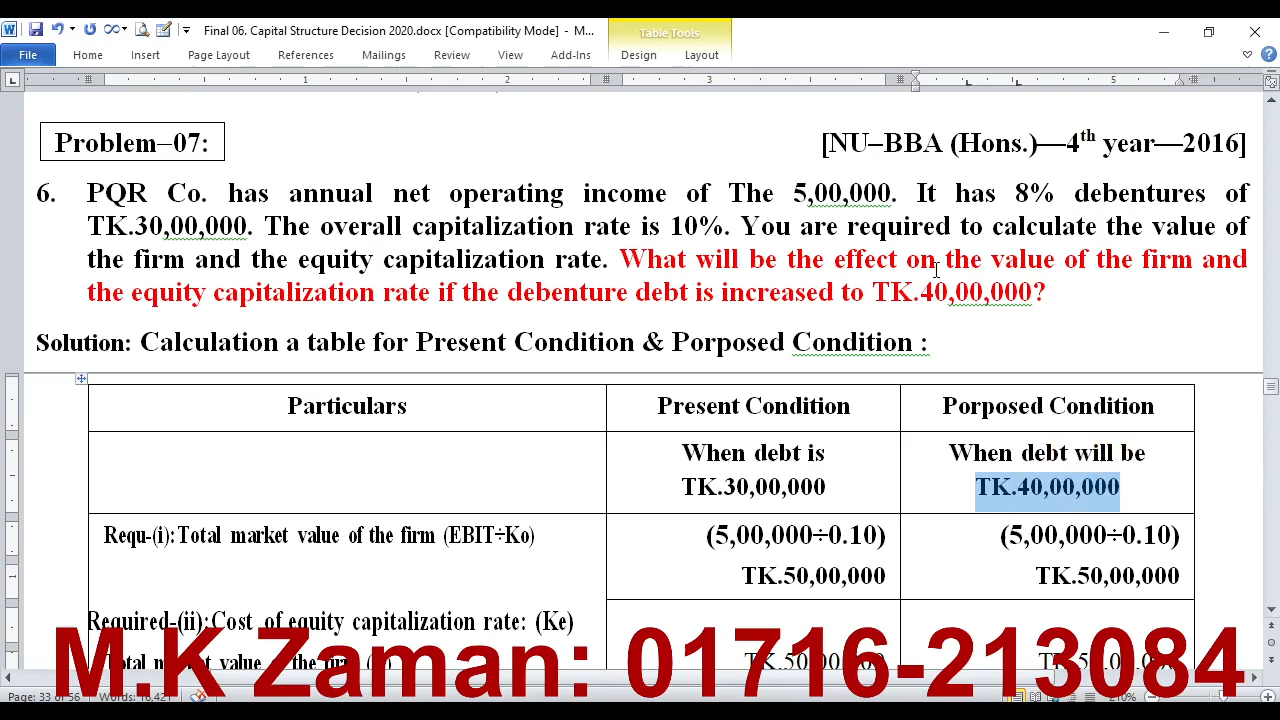 Final 06. Capital Structure Decision 2020.docx [Compatibility Mode] - M...
Table Tools
File Home Insert Page Layout References Mailings Review View Add-Ins Design Layout
1 2 3 5
Problem–07: [NU–BBA (Hons.)—4th year—2016]
6. PQR Co. has annual net operating income of The 5,00,000. It has 8% debentures of
TK.30,00,000. The overall capitalization rate is 10%. You are required to calculate the value of
the firm and the equity capitalization rate. What will be the effect on the value of the firm and
the equity capitalization rate if the debenture debt is increased to TK.40,00,000?
Solution: Calculation a table for Present Condition & Porposed Condition :
Particulars Present Condition Porposed Condition
When debt is When debt will be
TK.30,00,000 TK.40,00,000
Requ-(i):Total market value of the firm (EBIT÷Ko) (5,00,000÷0.10) (5,00,000÷0.10)
TK.50,00,000 TK.50,00,000
Required-(ii):Cost of equity capitalization rate: (Ke)
M.K Zaman: 01716-213084
Page: 33 of 56 Words: 16,421 210%